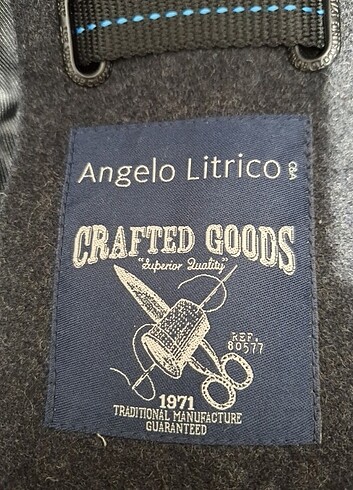 Angelo Litrico C&A
CRAFTED GOODS
"Superior Quality"
REF.
80577
1971
TRADITIONAL MANUFACTURE
GUARANTEED